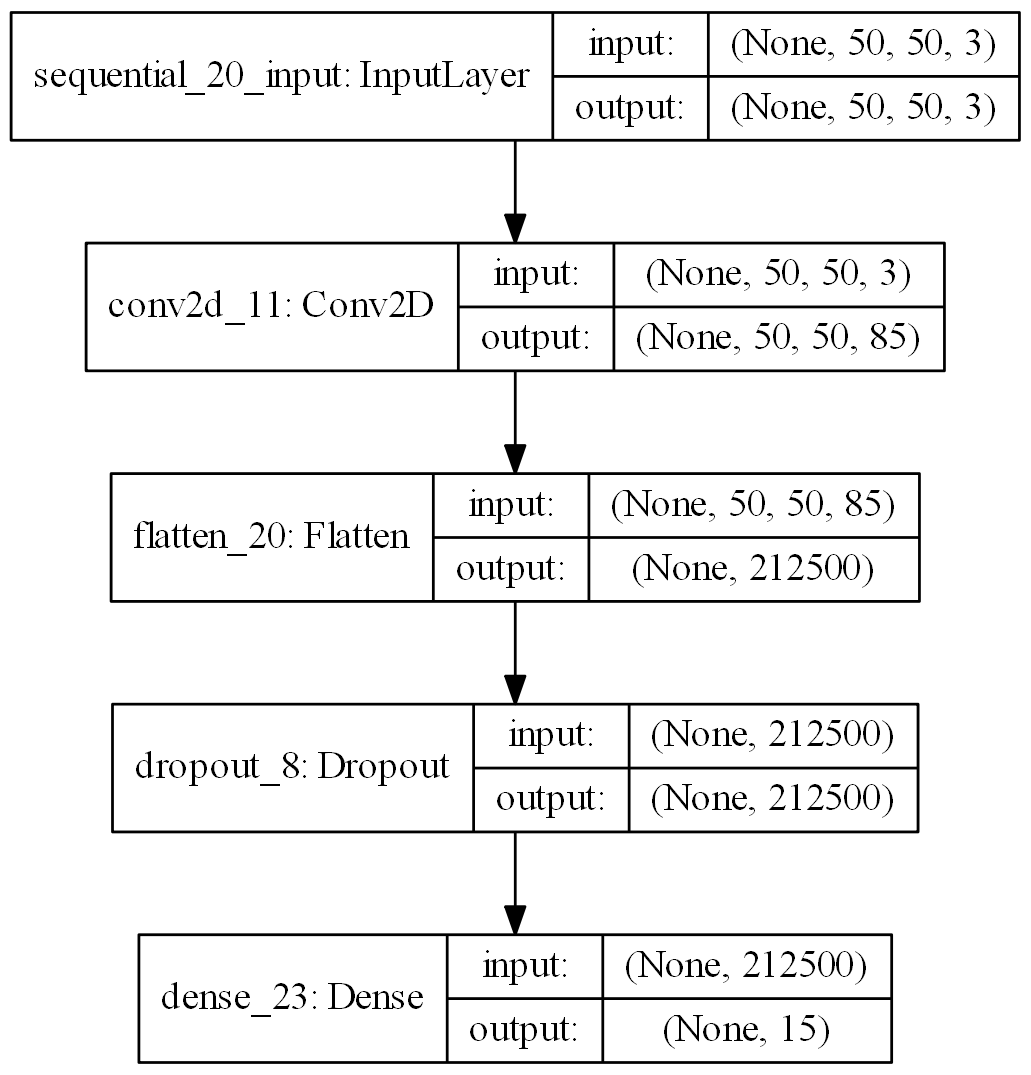 sequential_20_input: InputLayer
input: (None, 50, 50, 3)
output: (None, 50, 50, 3)
conv2d_11: Conv2D
input: (None, 50, 50, 3)
output: (None, 50, 50, 85)
flatten_20: Flatten
input: (None, 50, 50, 85)
output: (None, 212500)
dropout_8: Dropout
input: (None, 212500)
output: (None, 212500)
dense_23: Dense
input: (None, 212500)
output: (None, 15)